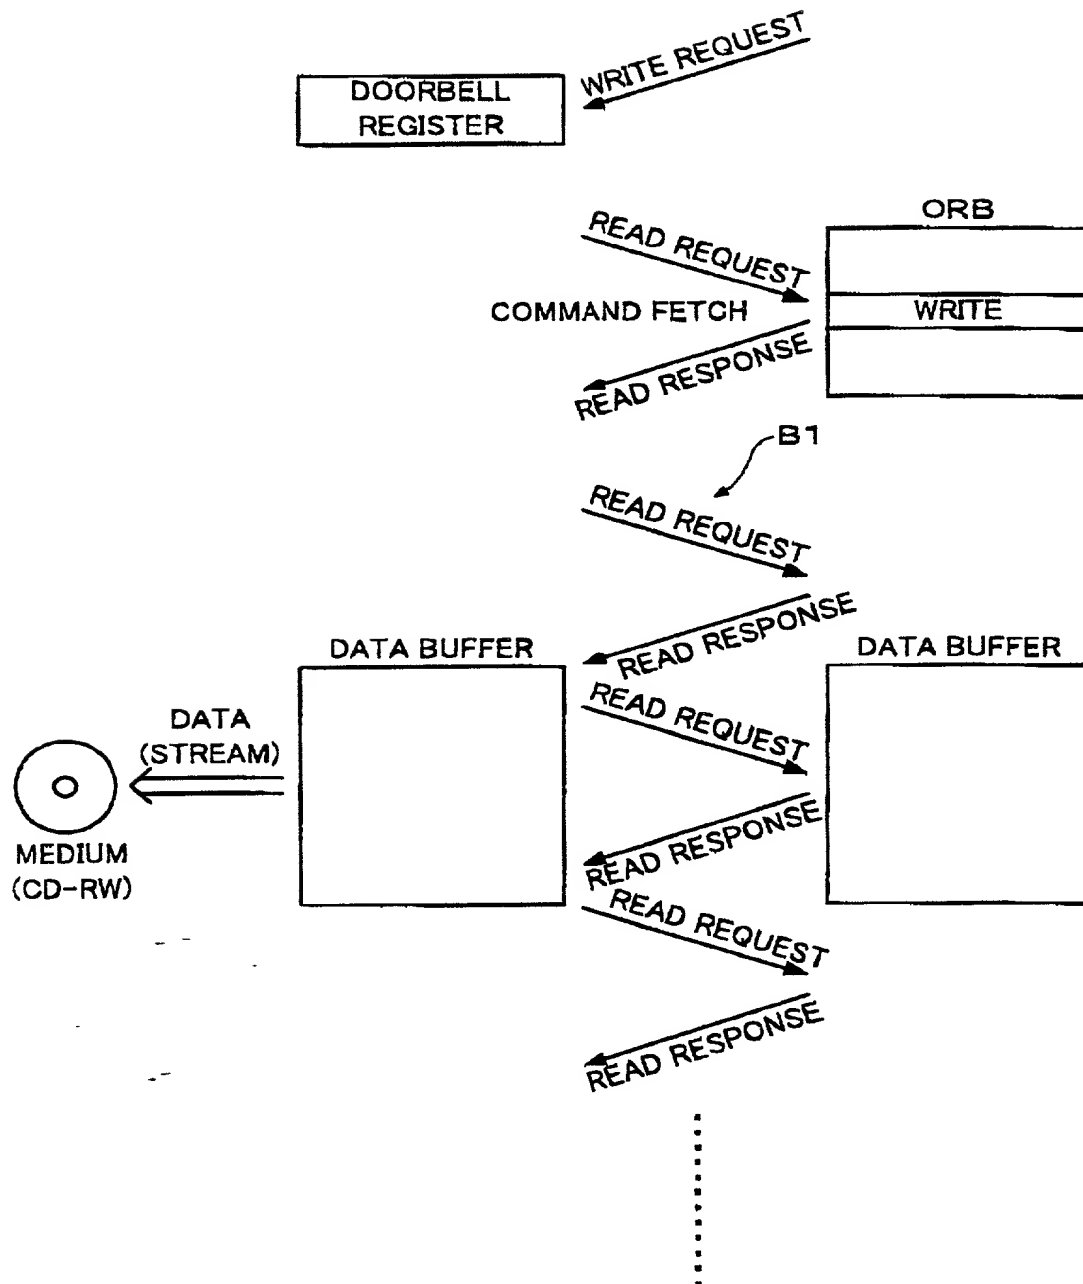 WRITE REQUEST
DOORBELL
REGISTER
ORB
READ REQUEST
COMMAND FETCH
WRITE
READ RESPONSE
B1
READ REQUEST
READ RESPONSE
DATA BUFFER
DATA BUFFER
READ REQUEST
DATA
(STREAM)
MEDIUM
(CD-RW)
READ RESPONSE
READ REQUEST
READ RESPONSE